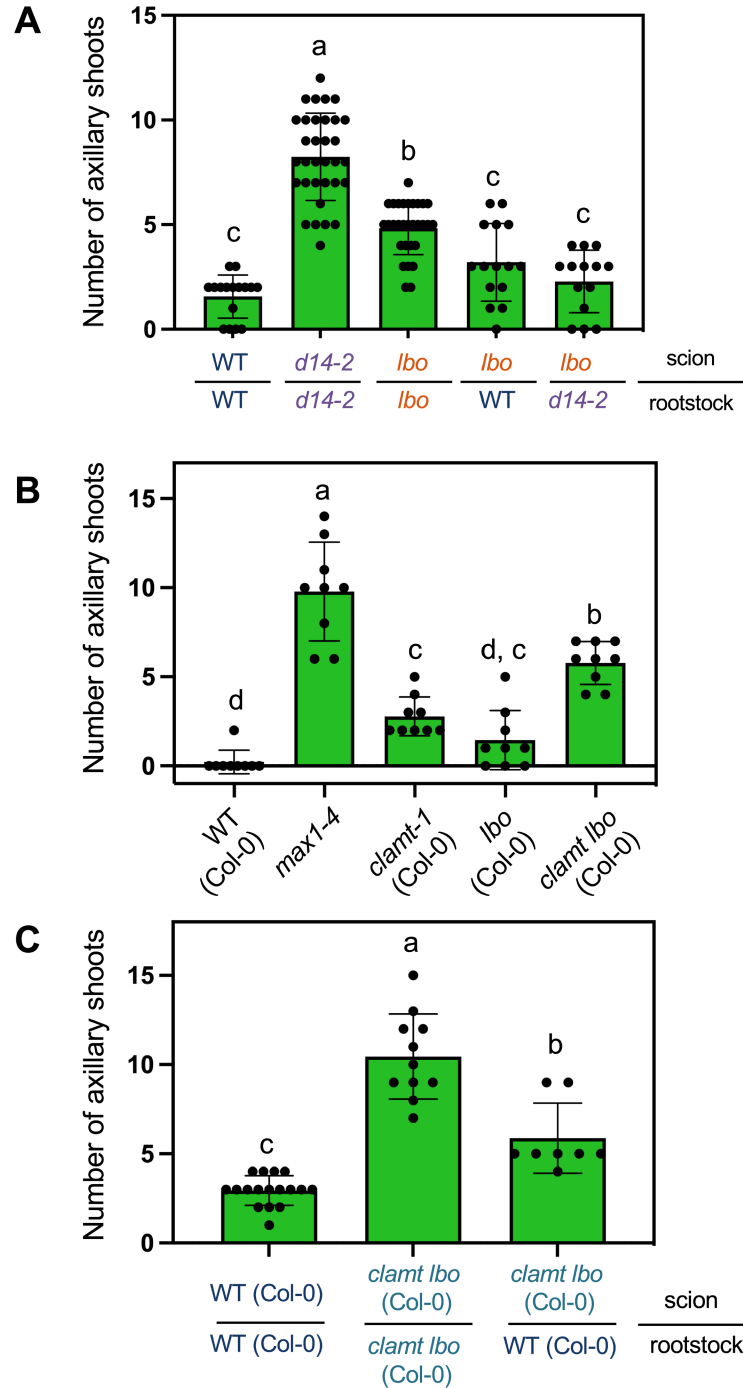 A
Number of axillary shoots
15
10
5
0
c
a
b
c
c
WT
d14-2
lbo
lbo
lbo
scion
WT
d14-2
lbo
WT
d14-2
rootstock
B
Number of axillary shoots
15
10
5
0
d
a
c
d, c
b
WT
(Col-0)
max1-4
clamt-1
(Col-0)
lbo
(Col-0)
clamt lbo
(Col-0)
C
Number of axillary shoots
15
10
5
0
c
a
b
WT (Col-0)
clamt lbo
(Col-0)
clamt lbo
(Col-0)
scion
WT (Col-0)
clamt lbo
(Col-0)
WT (Col-0)
rootstock